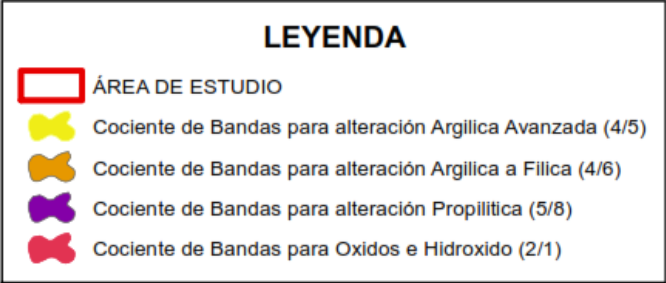 LEYENDA
ÁREA DE ESTUDIO
Cociente de Bandas para alteración Argilica Avanzada (4/5)
Cociente de Bandas para alteración Argilica a Filica (4/6)
Cociente de Bandas para alteración Propilitica (5/8)
Cociente de Bandas para Oxidos e Hidroxido (2/1)